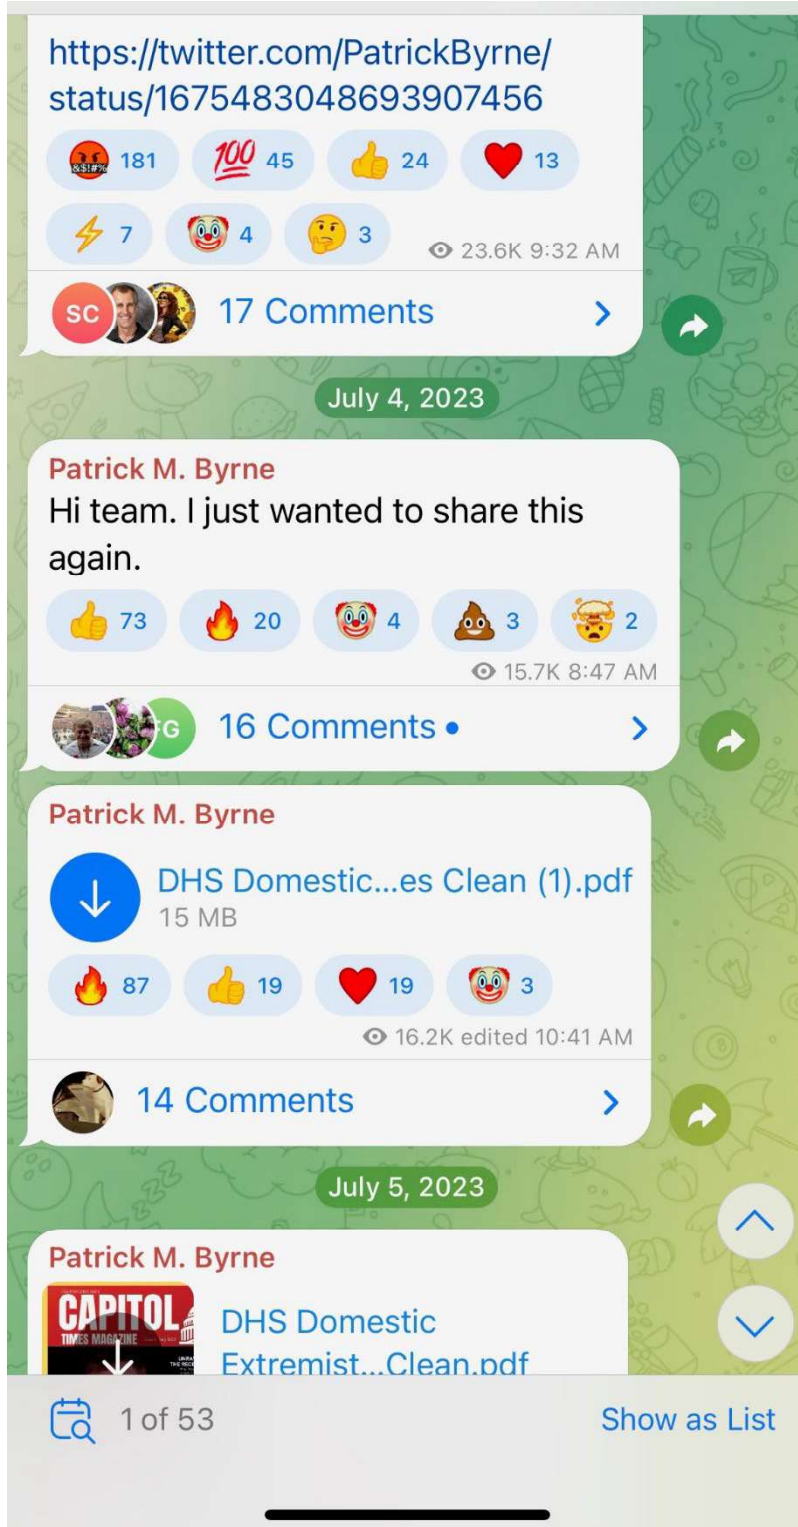 https://twitter.com/PatrickByrne/
status/1675483048693907456
&$!#% 181 100 45 24 13
7 4 3 23.6K 9:32 AM
SC 17 Comments
July 4, 2023
Patrick M. Byrne
Hi team. I just wanted to share this
again.
73 20 4 3 2
15.7K 8:47 AM
G 16 Comments •
Patrick M. Byrne
DHS Domestic...es Clean (1).pdf
15 MB
87 19 19 3
16.2K edited 10:41 AM
14 Comments
July 5, 2023
Patrick M. Byrne
CAPITOL
TIMES MAGAZINE
DHS Domestic
Extremist...Clean.pdf
1 of 53 Show as List